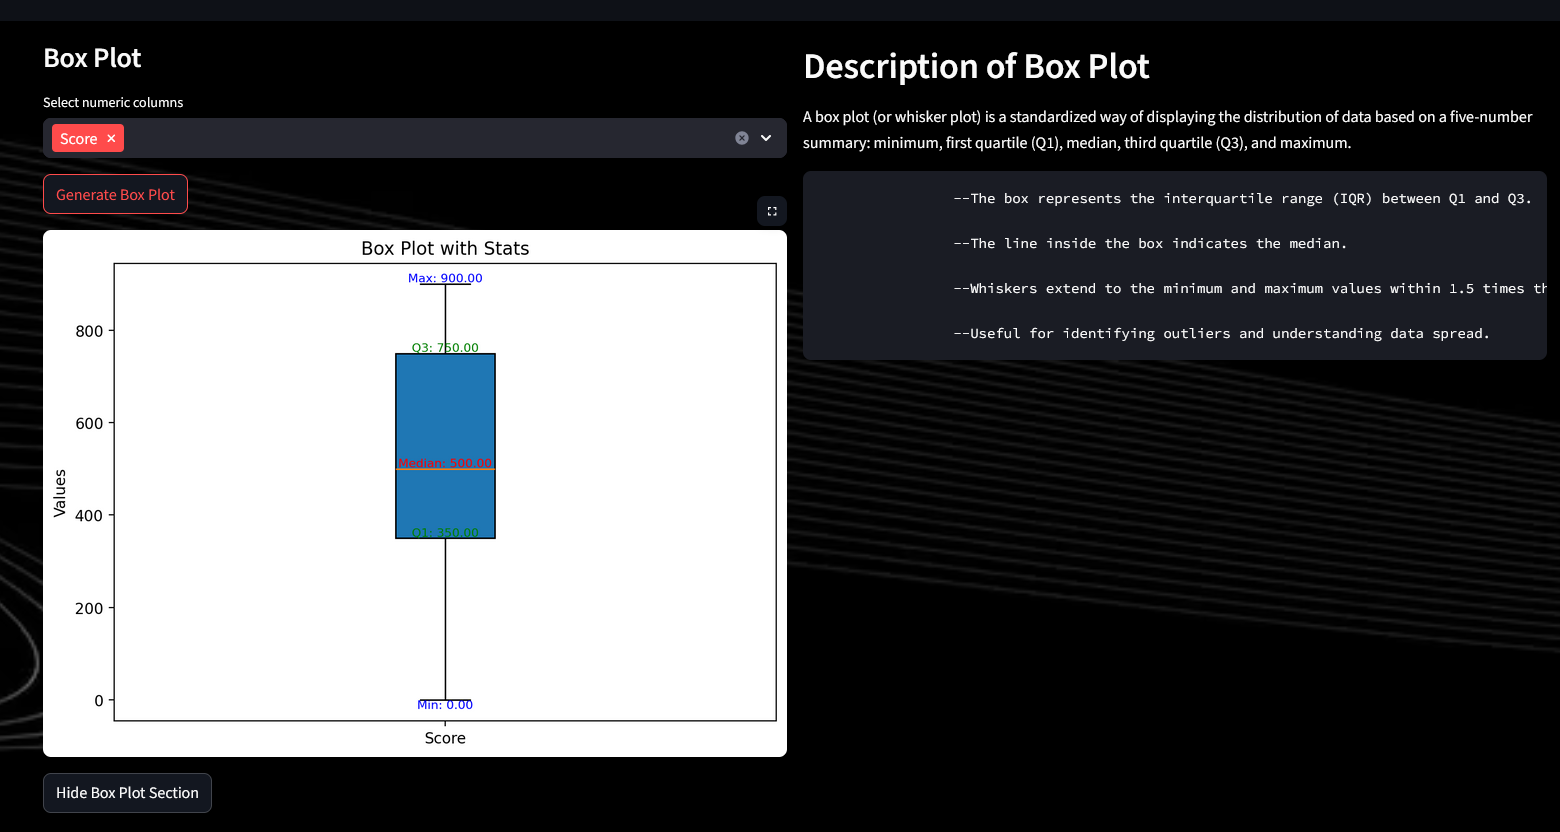 Box Plot
Select numeric columns
Score ×
Generate Box Plot
Box Plot with Stats
Max: 900.00
800
Q3: 750.00
600
Median: 500.00
Values
400
Q1: 350.00
200
0
Min: 0.00
Score
Hide Box Plot Section
Description of Box Plot
A box plot (or whisker plot) is a standardized way of displaying the distribution of data based on a five-number
summary: minimum, first quartile (Q1), median, third quartile (Q3), and maximum.
--The box represents the interquartile range (IQR) between Q1 and Q3.
--The line inside the box indicates the median.
--Whiskers extend to the minimum and maximum values within 1.5 times th
--Useful for identifying outliers and understanding data spread.